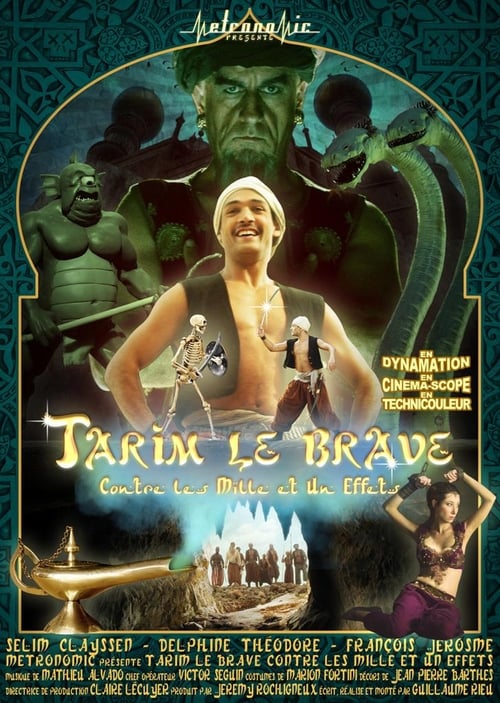 Metronomic
PRÉSENTE
EN
DYNAMATION
EN
CINEMA-SCOPE
EN
TECHNICOULEUR
TARIM LE BRAVE
Contre les Mille et Un Effets
SELIM CLAYSSEN - DELPHINE THÉODORE - FRANÇOIS JEROSME
METRONOMIC PRÉSENTE TARIM LE BRAVE CONTRE LES MILLE ET UN EFFETS
MUSIQUE DE MATHIEU ALVADO CHEF OPÉRATEUR VICTOR SEGUIN COSTUMES DE MARION FORTINI DÉCORS DE JEAN PIERRE BARTHES
DIRECTRICE DE PRODUCTION CLAIRE LÉCUYER PRODUIT PAR JEREMY ROCHIGNEUX ÉCRIT, RÉALISÉ ET MONTÉ PAR GUILLAUME RIEU